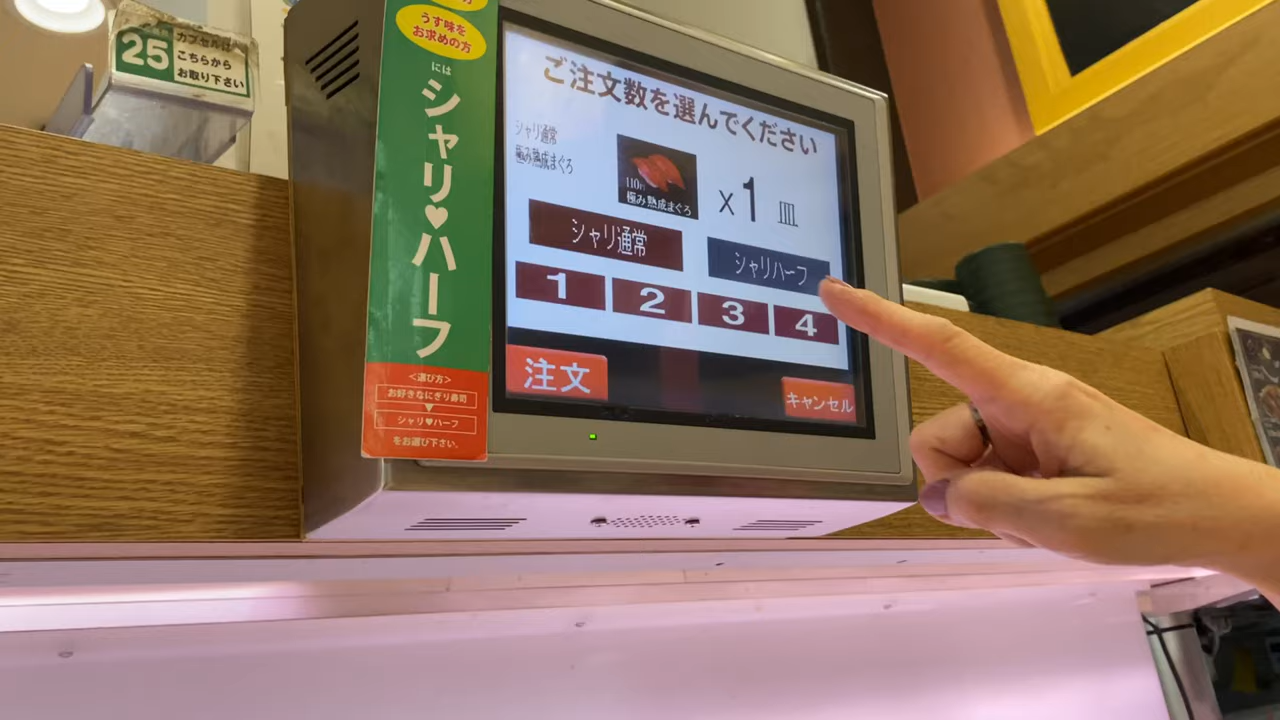 25
カプセルは
こちらから
お取り下さい
うす味を
お求めの方
には
シャリ♥ハーフ
<選び方>
お好きなにぎり寿司
▼
シャリ♥ハーフ
をお選び下さい。
ご注文数を選んでください
シャリ通常
極み熟成まぐろ
110円
極み熟成まぐろ
x1 皿
シャリ通常
シャリハーフ
1 2 3 4
注文
キャンセル